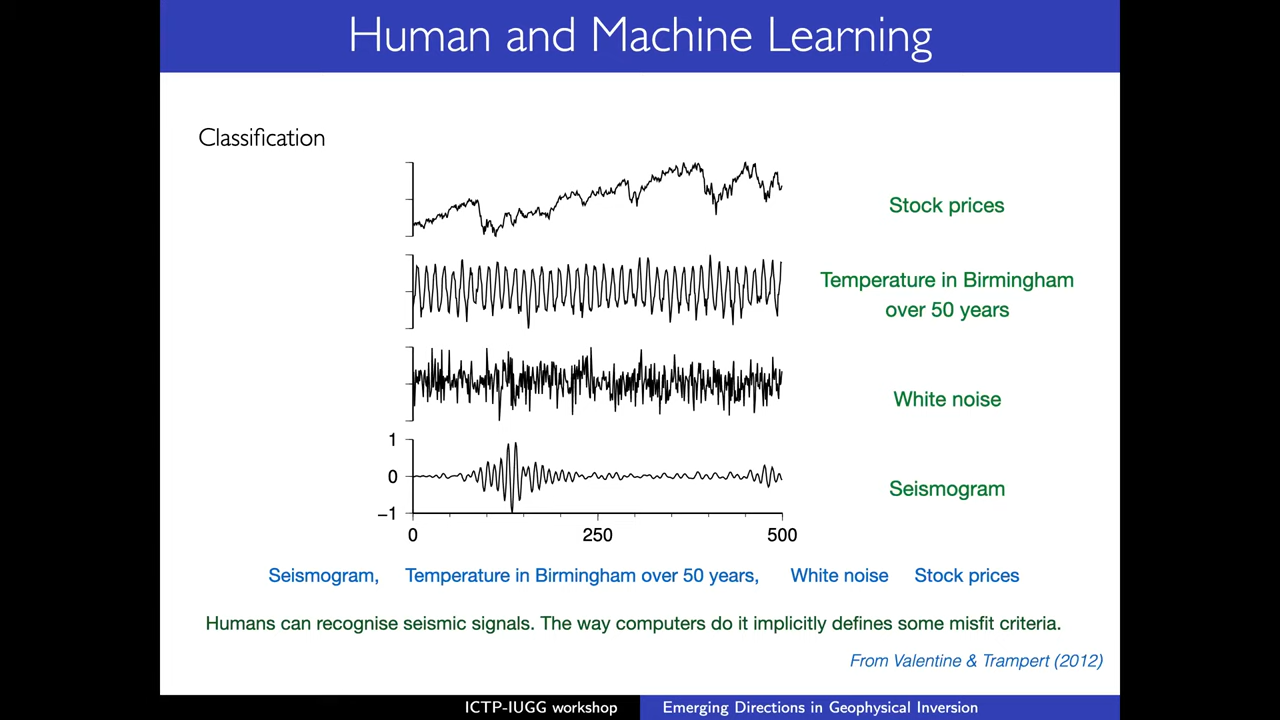 Human and Machine Learning
Classification
Stock prices
Temperature in Birmingham
over 50 years
White noise
1
0
−1
Seismogram
0 250 500
Seismogram, Temperature in Birmingham over 50 years, White noise Stock prices
Humans can recognise seismic signals. The way computers do it implicitly defines some misfit criteria.
From Valentine & Trampert (2012)
ICTP-IUGG workshop Emerging Directions in Geophysical Inversion